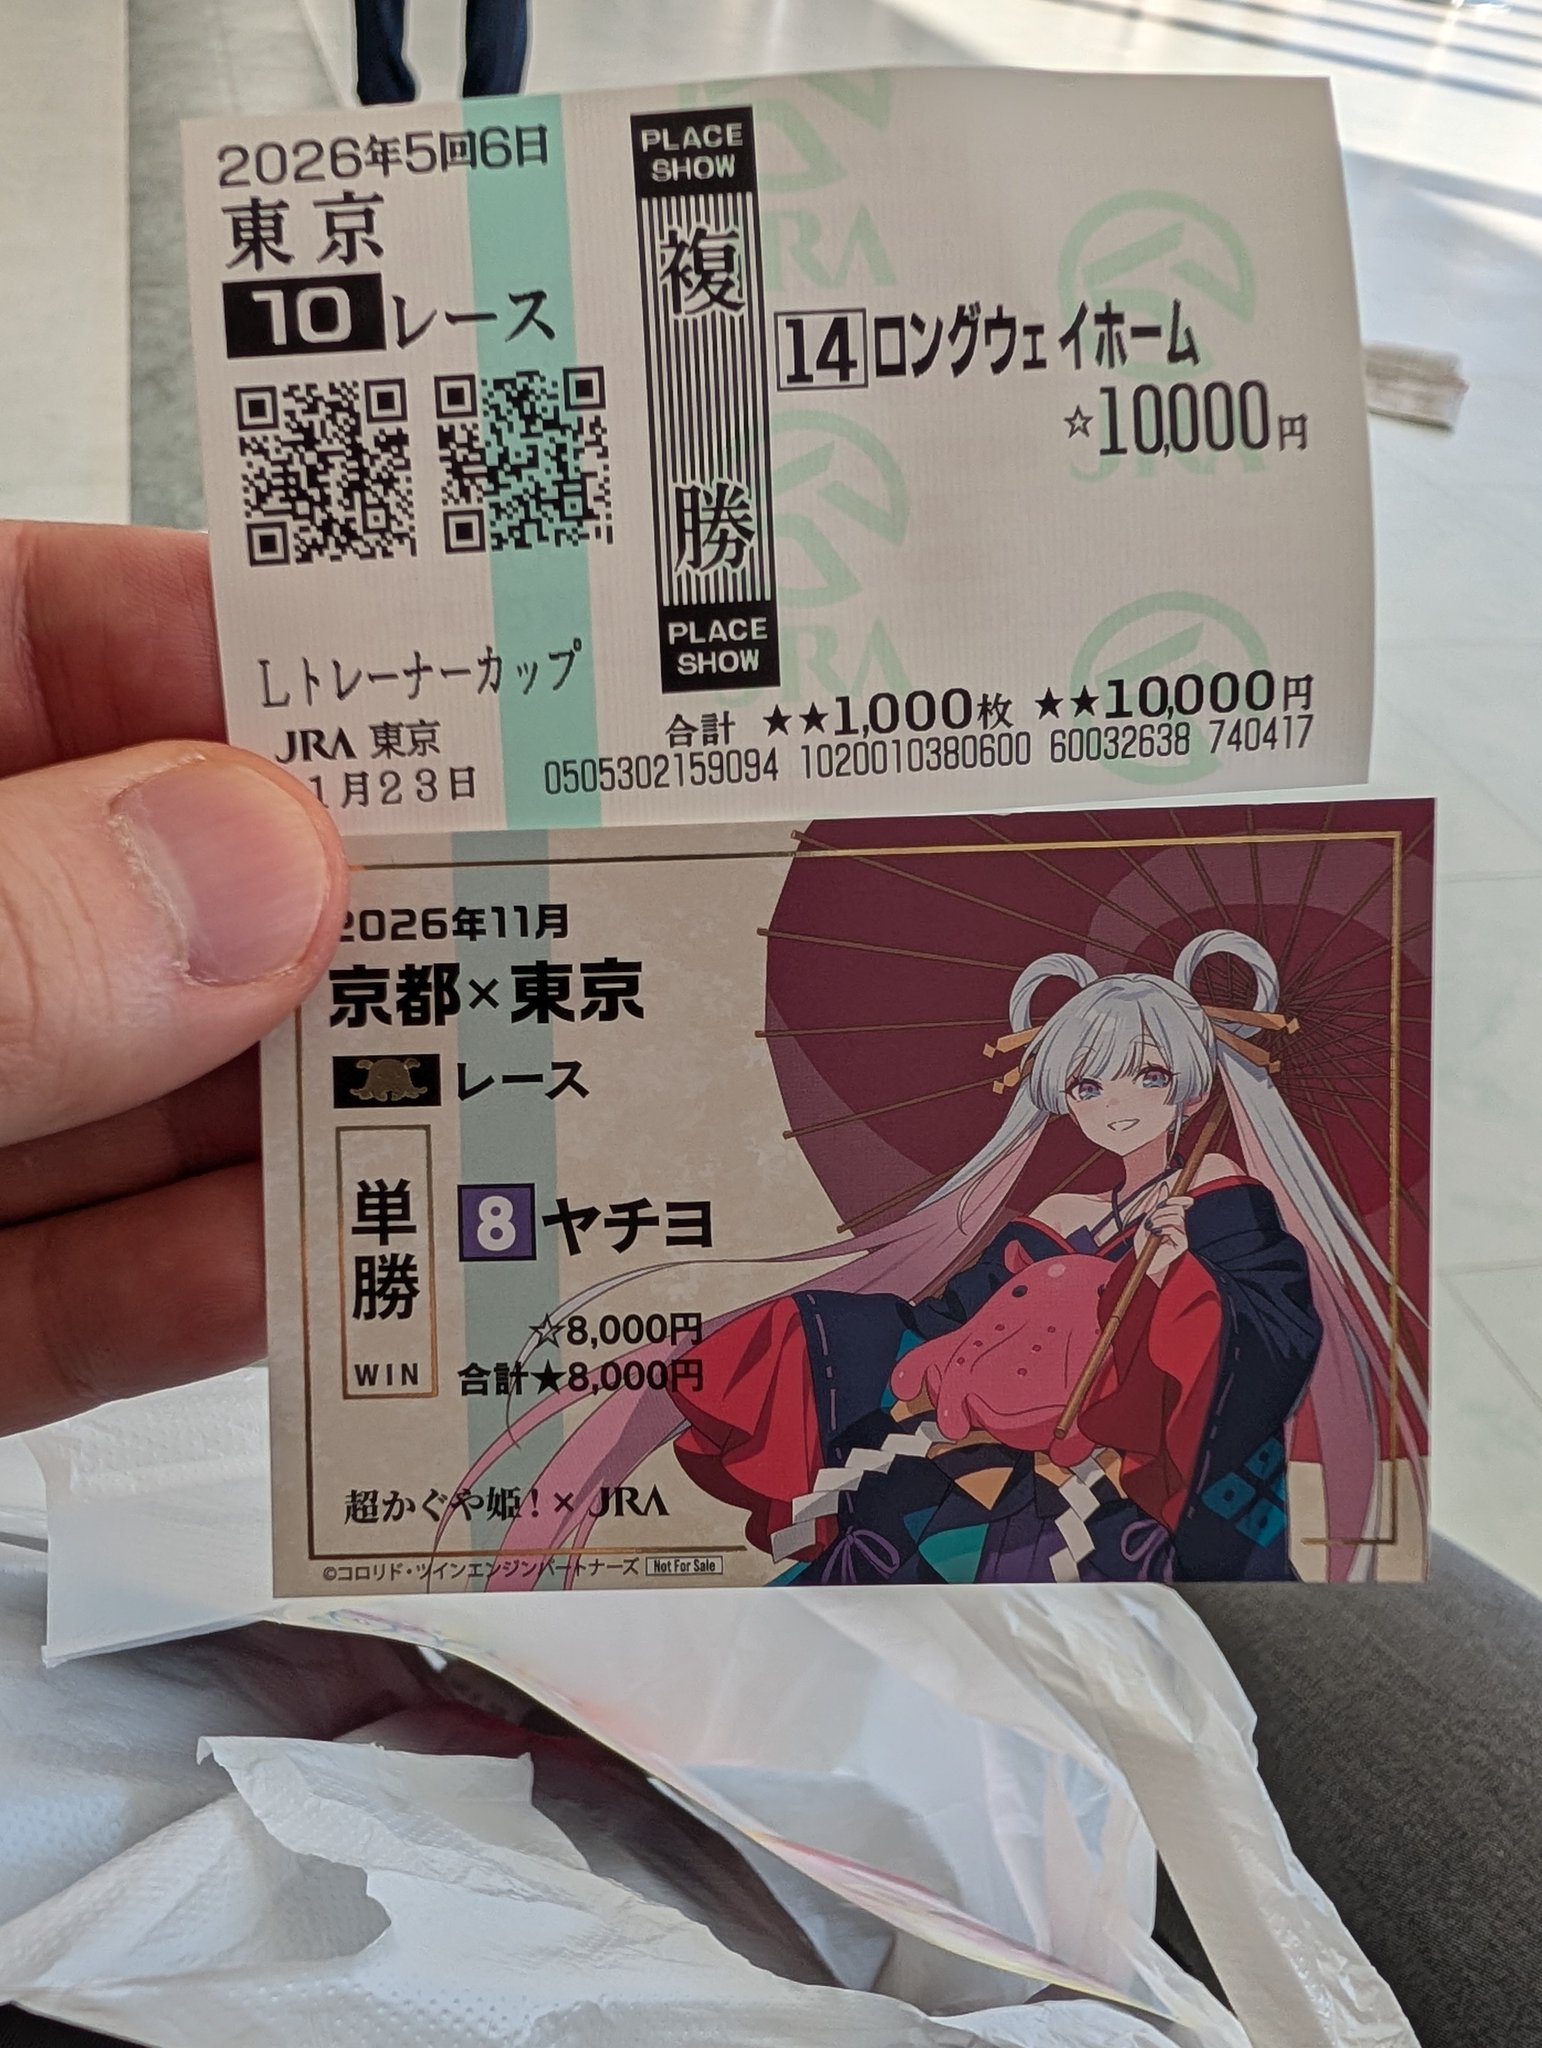 2026年5回6日
東京
10レース
Lトレーナーカップ
JRA 東京
1月23日
PLACE SHOW
複勝
PLACE SHOW
14 ロングウェイホーム
☆10,000円
合計 ★★1,000枚 ★★10,000円
0505302159094 1020010380600 60032638 740417
JRA
2026年11月
京都×東京
レース
単勝
WIN
8 ヤチヨ
☆8,000円
合計★8,000円
超かぐや姫!× JRA
©コロリド・ツインエンジンパートナーズ Not For Sale